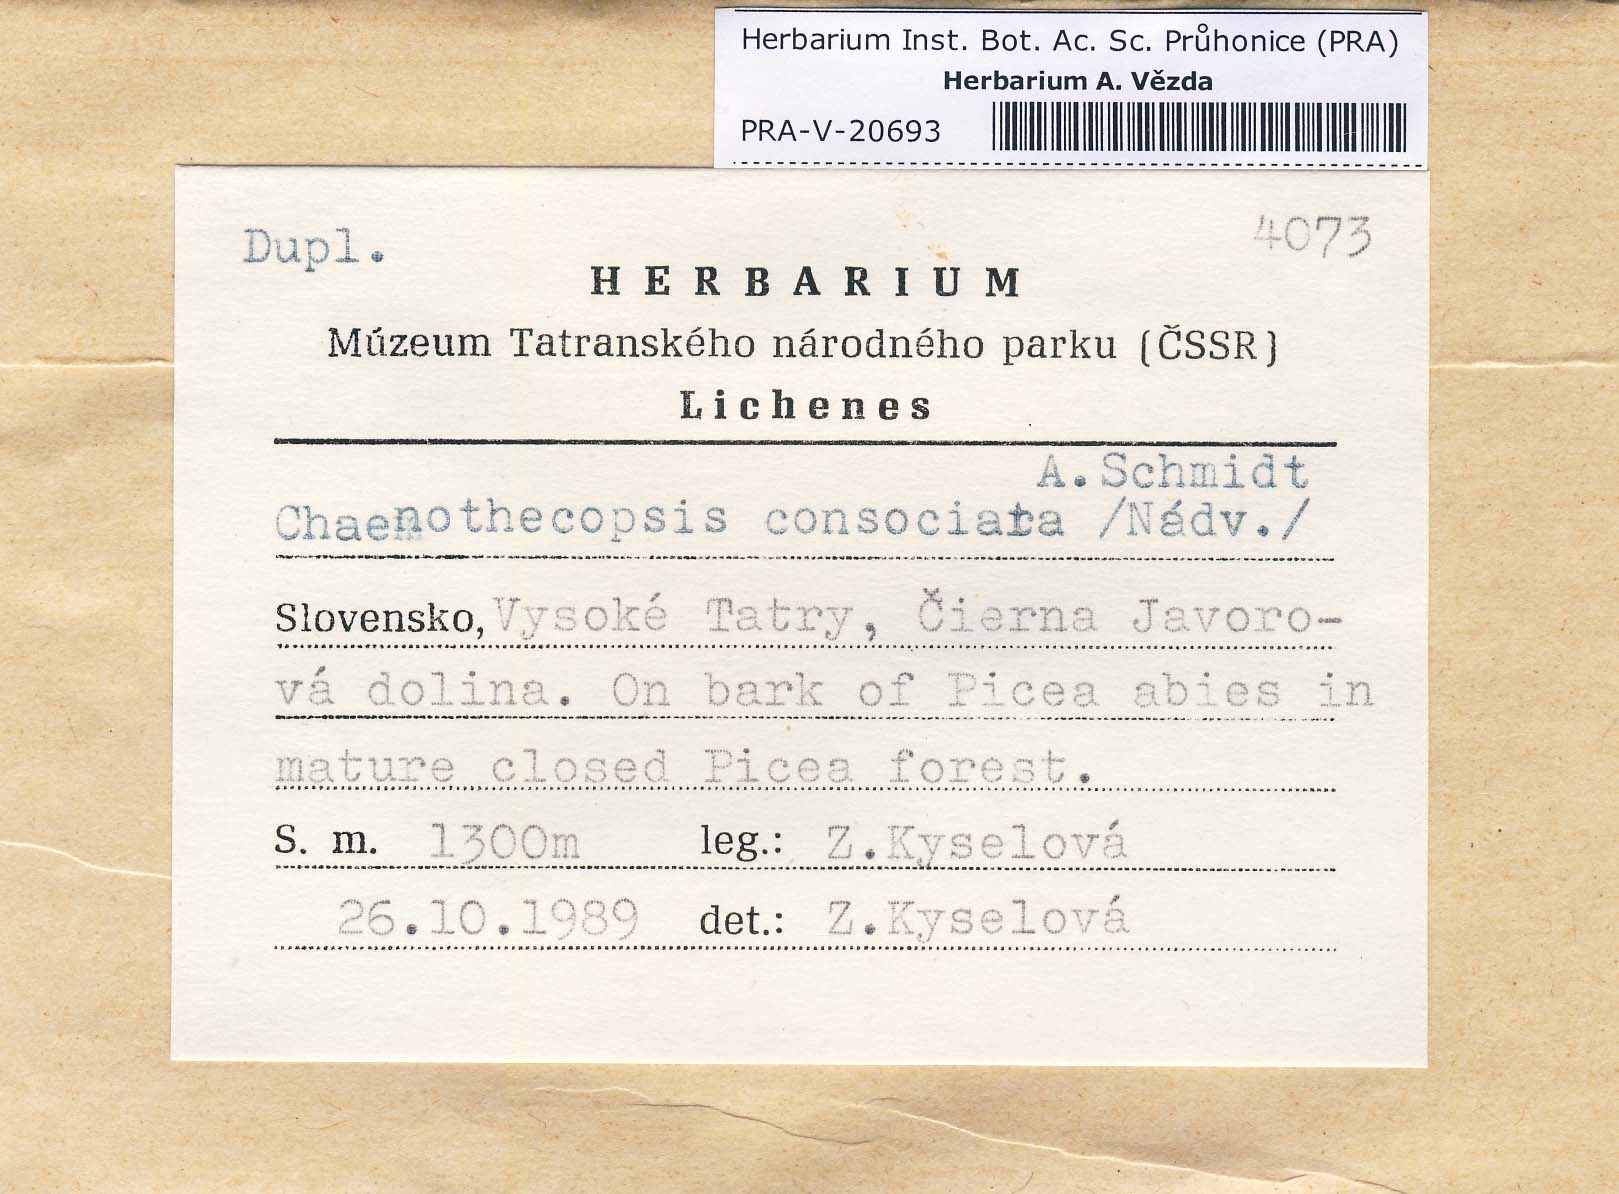 Herbarium Inst. Bot. Ac. Sc. Průhonice (PRA)
Herbarium A. Vězda
PRA-V-20693
Dupl.
4073
HERBARIUM
Múzeum Tatranského národného parku (ČSSR)
Lichenes
A.Schmidt
Chaenothecopsis consociata /Nádv./
Slovensko, Vysoké Tatry, Čierna Javoro-
vá dolina. On bark of Picea abies in
mature closed Picea forest.
S. m. 1300m leg.: Z.Kyselová
26.10.1989 det.: Z.Kyselová